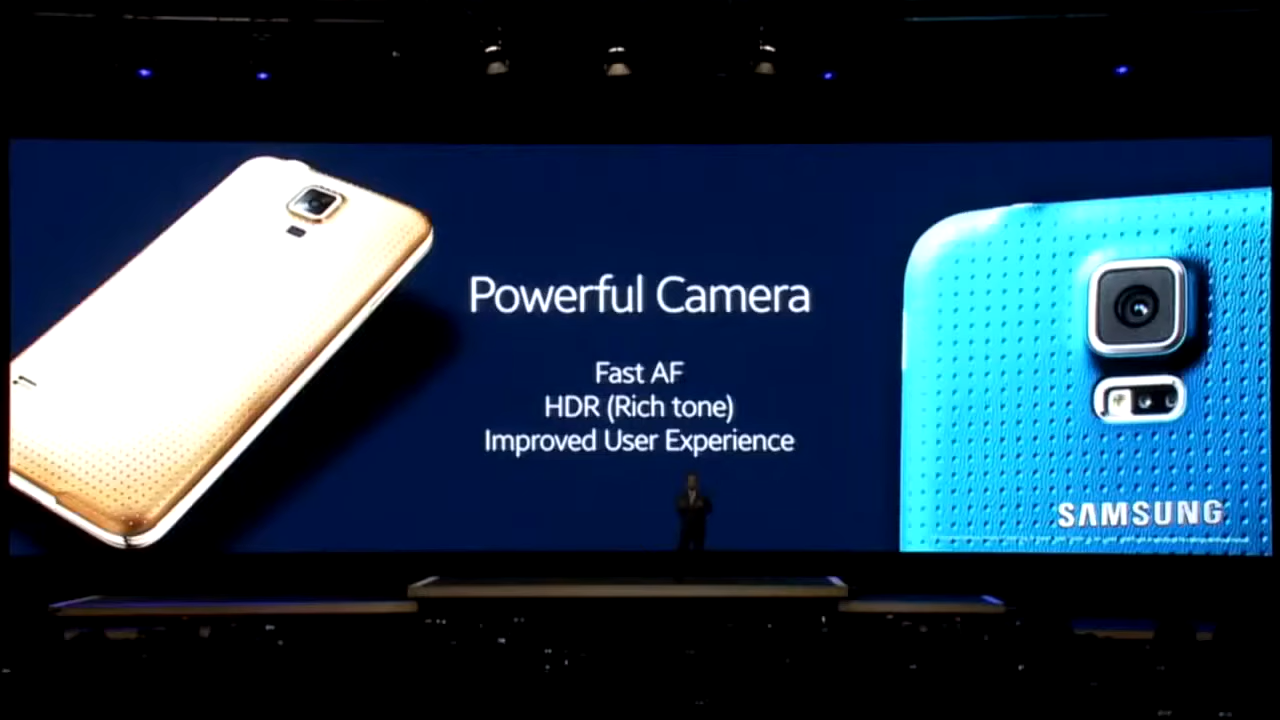 Powerful Camera
Fast AF
HDR (Rich tone)
Improved User Experience
SAMSUNG